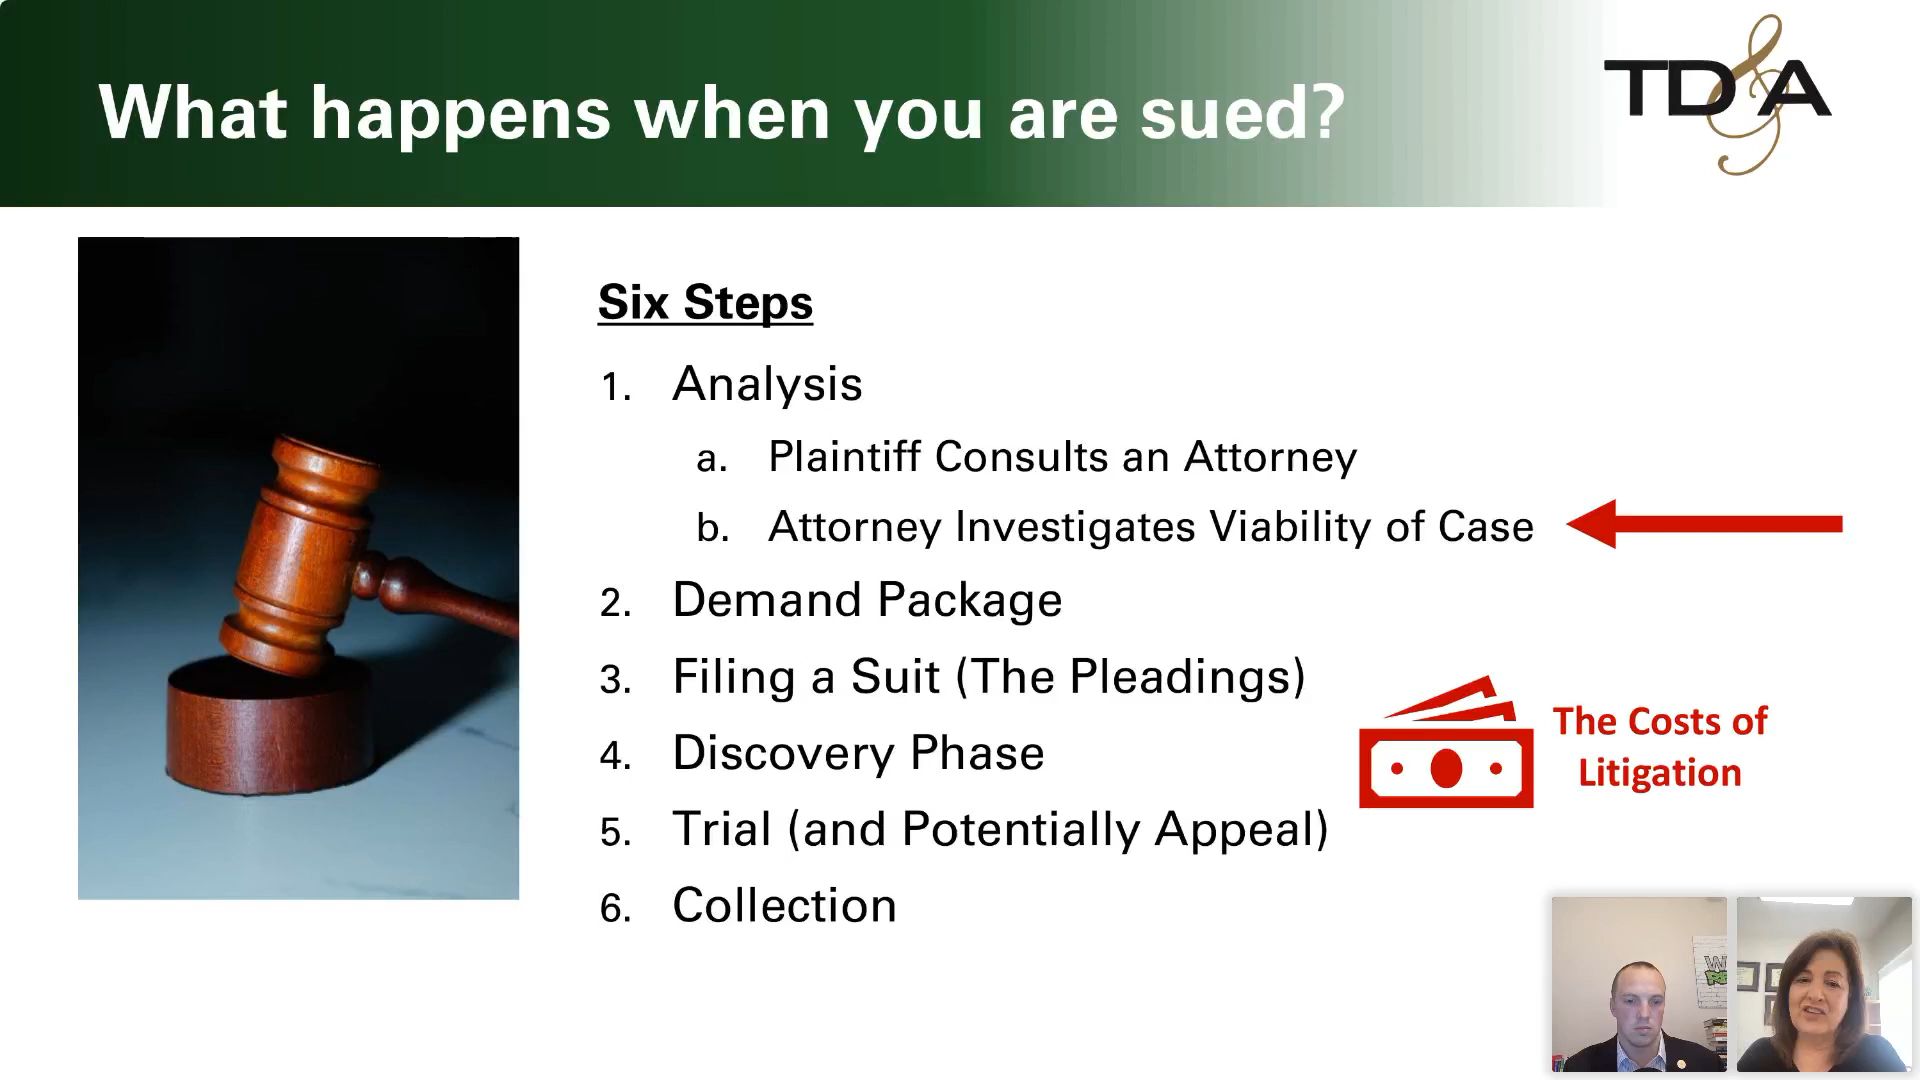 What happens when you are sued?
TD&A
Six Steps
1. Analysis
a. Plaintiff Consults an Attorney
b. Attorney Investigates Viability of Case
2. Demand Package
3. Filing a Suit (The Pleadings)
4. Discovery Phase
5. Trial (and Potentially Appeal)
6. Collection
The Costs of
Litigation